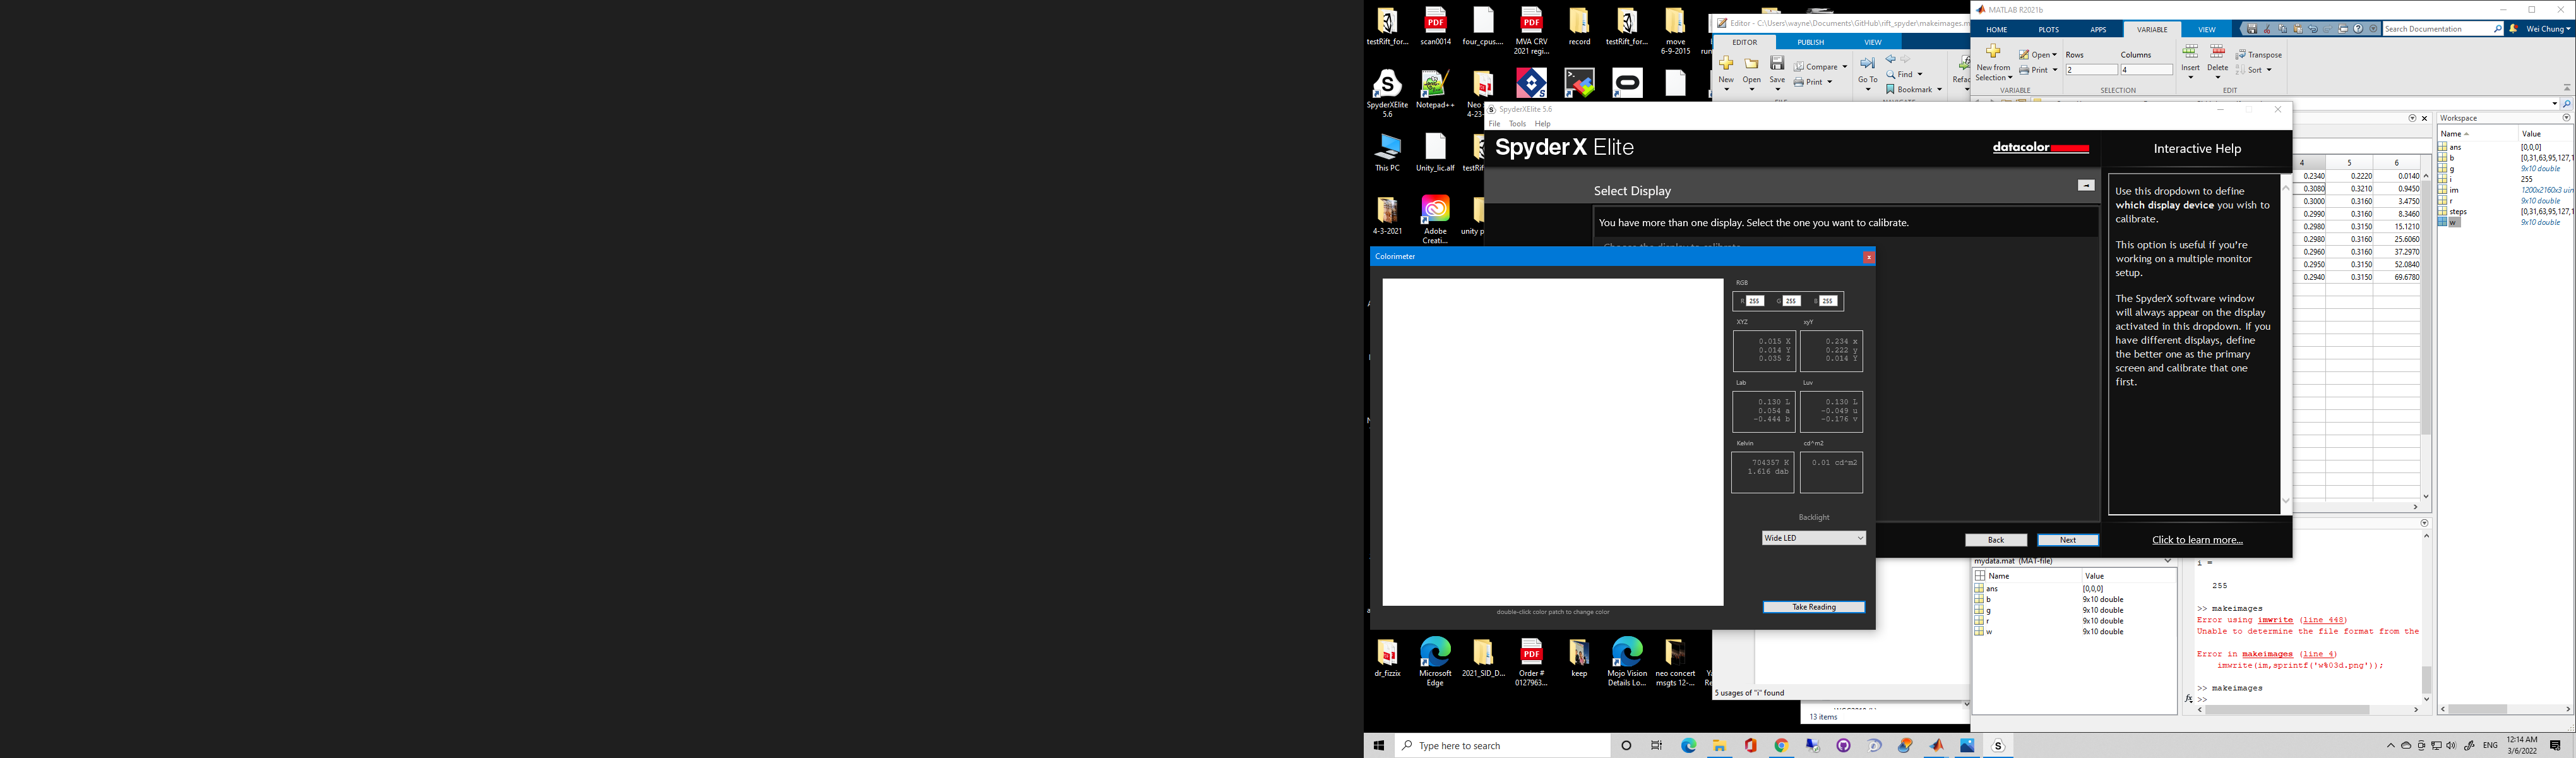 testRift_for...
scan0014
four_cpus....
MVA CRV
2021 regi...
record
testRift_for...
move
6-9-2015
SpyderXElite
5.6
Notepad++
This PC
Unity_lic.alf
4-3-2021
Adobe
Creati...
dr_fizzix
Microsoft
Edge
2021_SID_D...
Order #
0127963...
keep
Mojo Vision
Details Lo...
neo concert
msgts 12-...
Editor - C:\Users\wayne\Documents\GitHub\rift_spyder\makeimages.m
EDITOR
PUBLISH
VIEW
New
Open
Save
Compare
Print
Go To
Find
Bookmark
5 usages of "i" found
13 items
MATLAB R2021b
HOME
PLOTS
APPS
VARIABLE
VIEW
Search Documentation
Wei Chung
New from
Selection
Open
Print
Rows
Columns
2
4
Insert
Delete
Transpose
Sort
VARIABLE
SELECTION
EDIT
4 5 6
0.2340 0.2220 0.0140
0.3080 0.3210 0.9450
0.3000 0.3160 3.4750
0.2990 0.3160 8.3460
0.2980 0.3150 15.1210
0.2980 0.3160 25.6060
0.2960 0.3160 37.2970
0.2950 0.3150 52.0840
0.2940 0.3150 69.6780
Workspace
Name Value
ans [0,0,0]
b [0,31,63,95,127,1
g 9x10 double
i 255
im 1200x2160x3 uin
r 9x10 double
steps [0,31,63,95,127,1
w 9x10 double
SpyderXElite 5.6
File Tools Help
Spyder X Elite
datacolor
Interactive Help
Select Display
You have more than one display. Select the one you want to calibrate.
Use this dropdown to define
which display device you wish to
calibrate.
This option is useful if you're
working on a multiple monitor
setup.
The SpyderX software window
will always appear on the display
activated in this dropdown. If you
have different displays, define
the better one as the primary
screen and calibrate that one
first.
Back
Next
Click to learn more...
Colorimeter
RGB
R 255 G 255 B 255
XYZ
0.015 X
0.014 Y
0.035 Z
xyY
0.234 x
0.222 y
0.014 Y
Lab
0.130 L
0.054 a
-0.444 b
Luv
0.130 L
-0.049 u
-0.176 v
Kelvin
704357 K
1.616 dab
cd^m2
0.01 cd^m2
Backlight
Wide LED
Take Reading
double-click color patch to change color
mydata.mat (MAT-file)
Name Value
ans [0,0,0]
b 9x10 double
g 9x10 double
r 9x10 double
w 9x10 double
i =
255
>> makeimages
Error using imwrite (line 448)
Unable to determine the file format from the
Error in makeimages (line 4)
imwrite(im,sprintf('w%03d.png'));
>> makeimages
>>
Type here to search
ENG
12:14 AM
3/6/2022